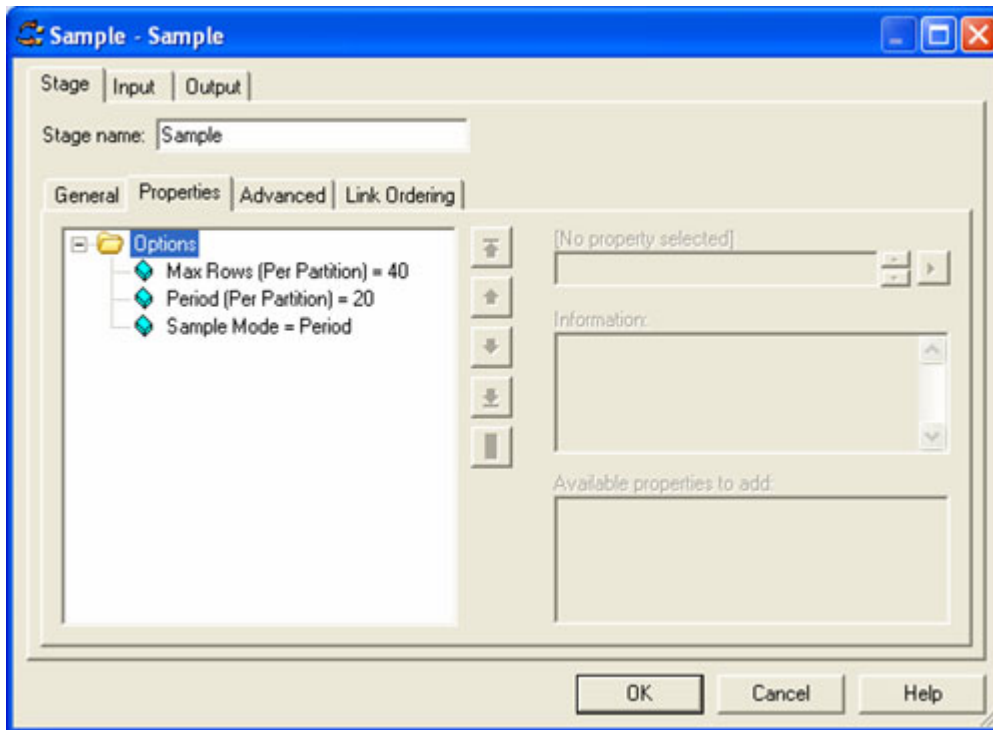 Sample - Sample
Stage Input Output
Stage name: Sample
General Properties Advanced Link Ordering
Options
Max Rows (Per Partition) = 40
Period (Per Partition) = 20
Sample Mode = Period
[No property selected]
Information:
Available properties to add:
OK Cancel Help